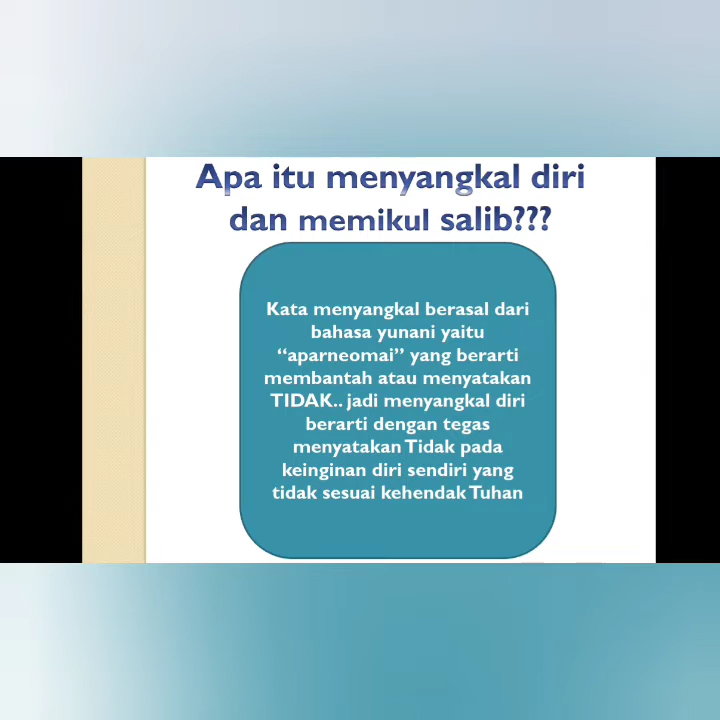 Apa itu menyangkal diri
dan memikul salib???
Kata menyangkal berasal dari
bahasa yunani yaitu
“aparneomai” yang berarti
membantah atau menyatakan
TIDAK.. jadi menyangkal diri
berarti dengan tegas
menyatakan Tidak pada
keinginan diri sendiri yang
tidak sesuai kehendak Tuhan